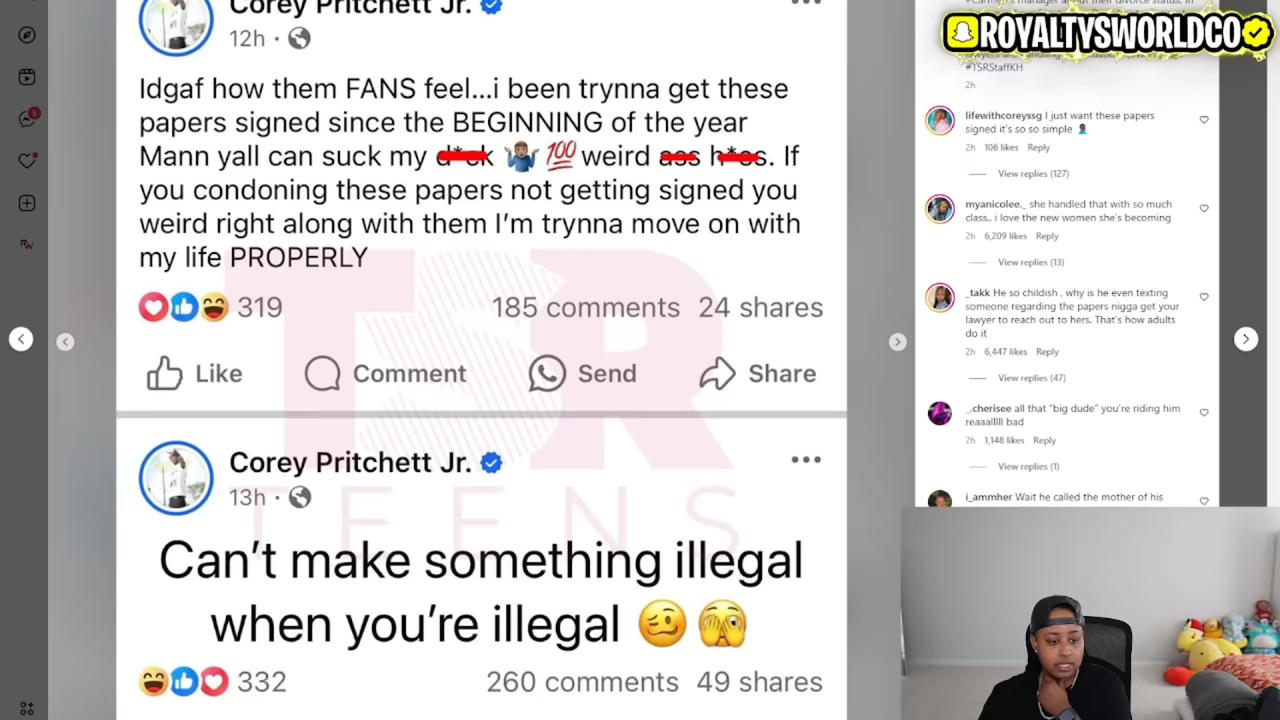 Corey Pritchett Jr.
12h ·
Idgaf how them FANS feel...i been trynna get these
papers signed since the BEGINNING of the year
Mann yall can suck my d*ck 🤷🏽‍♂️ 💯 weird ass h*es. If
you condoning these papers not getting signed you
weird right along with them I'm trynna move on with
my life PROPERLY
319 185 comments 24 shares
Like Comment Send Share
Corey Pritchett Jr.
13h ·
Can't make something illegal
when you're illegal 🥴 🫣
332 260 comments 49 shares
TSR
TEENS
ROYALTYSWORLDCO
#TSRStaffKH
2h
lifewithcoreyssg I just want these papers
signed it's so so simple 🤦🏿‍♂️
2h 106 likes Reply
View replies (127)
myanicolee._ she handled that with so much
class.. i love the new women she's becoming
2h 6,209 likes Reply
View replies (13)
_takk He so childish , why is he even texting
someone regarding the papers nigga get your
lawyer to reach out to hers. That's how adults
do it
2h 6,447 likes Reply
View replies (47)
_.cherisee all that "big dude" you're riding him
reaaalllll bad
2h 1,148 likes Reply
View replies (1)
i_ammher Wait he called the mother of his